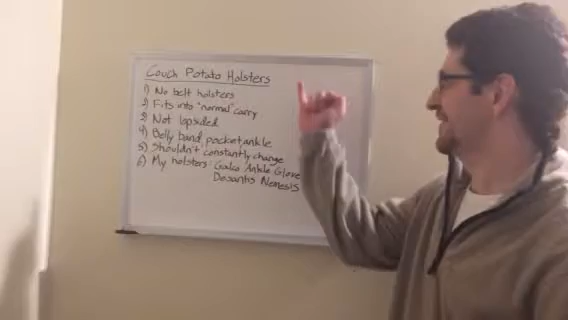 Couch Potato Holsters
1) No belt holsters
2) Fits into "normal" carry
3) Not lopsided
4) Belly band, pocket, ankle
5) Shouldn't constantly change
6) My holsters: Galco Ankle Glove
Desantis Nemesis